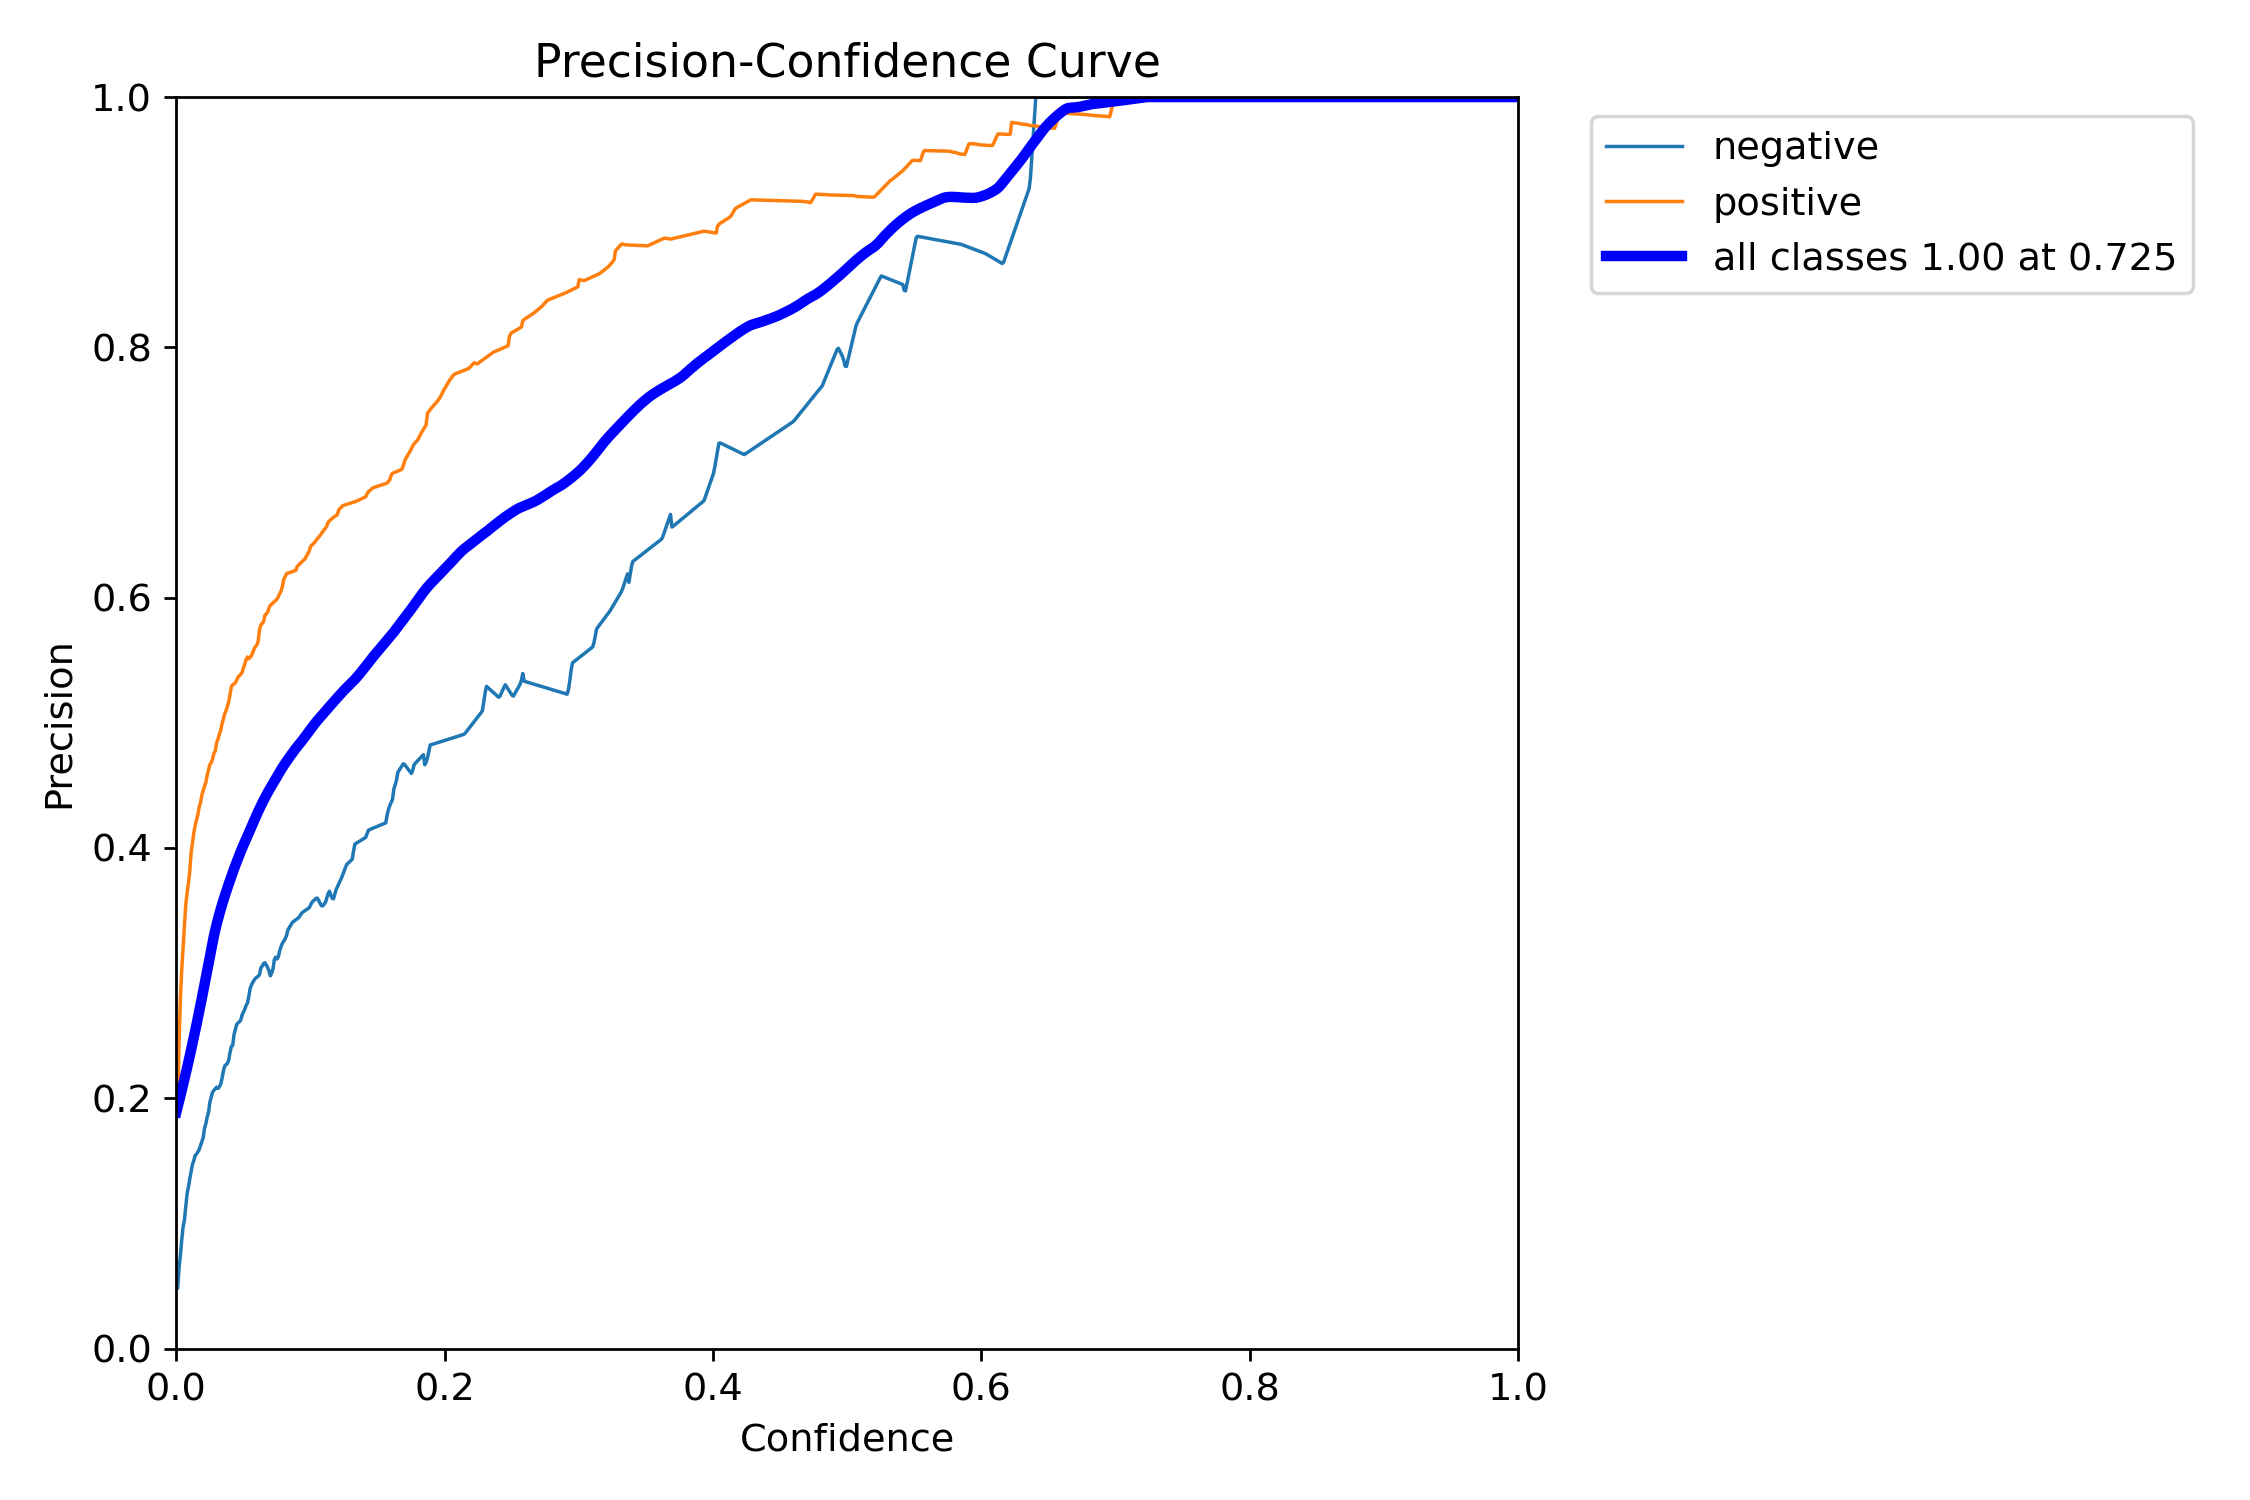 Precision-Confidence Curve
1.0
0.8
0.6
0.4
0.2
0.0
Precision
0.0 0.2 0.4 0.6 0.8 1.0
Confidence
negative
positive
all classes 1.00 at 0.725